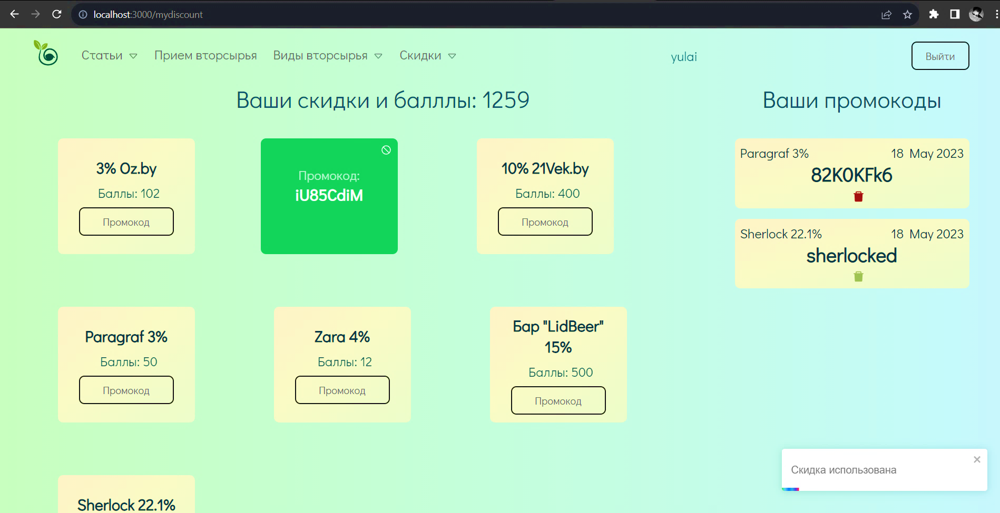 localhost:3000/mydiscount
Статьи
Прием вторсырья
Виды вторсырья
Скидки
yulai
Выйти
Ваши скидки и балллы: 1259
3% Oz.by
Баллы: 102
Промокод
Промокод:
iU85CdiM
10% 21Vek.by
Баллы: 400
Промокод
Paragraf 3%
Баллы: 50
Промокод
Zara 4%
Баллы: 12
Промокод
Бар "LidBeer"
15%
Баллы: 500
Промокод
Sherlock 22.1%
Ваши промокоды
Paragraf 3% 18 May 2023
82K0KFk6
Sherlock 22.1% 18 May 2023
sherlocked
Скидка использована